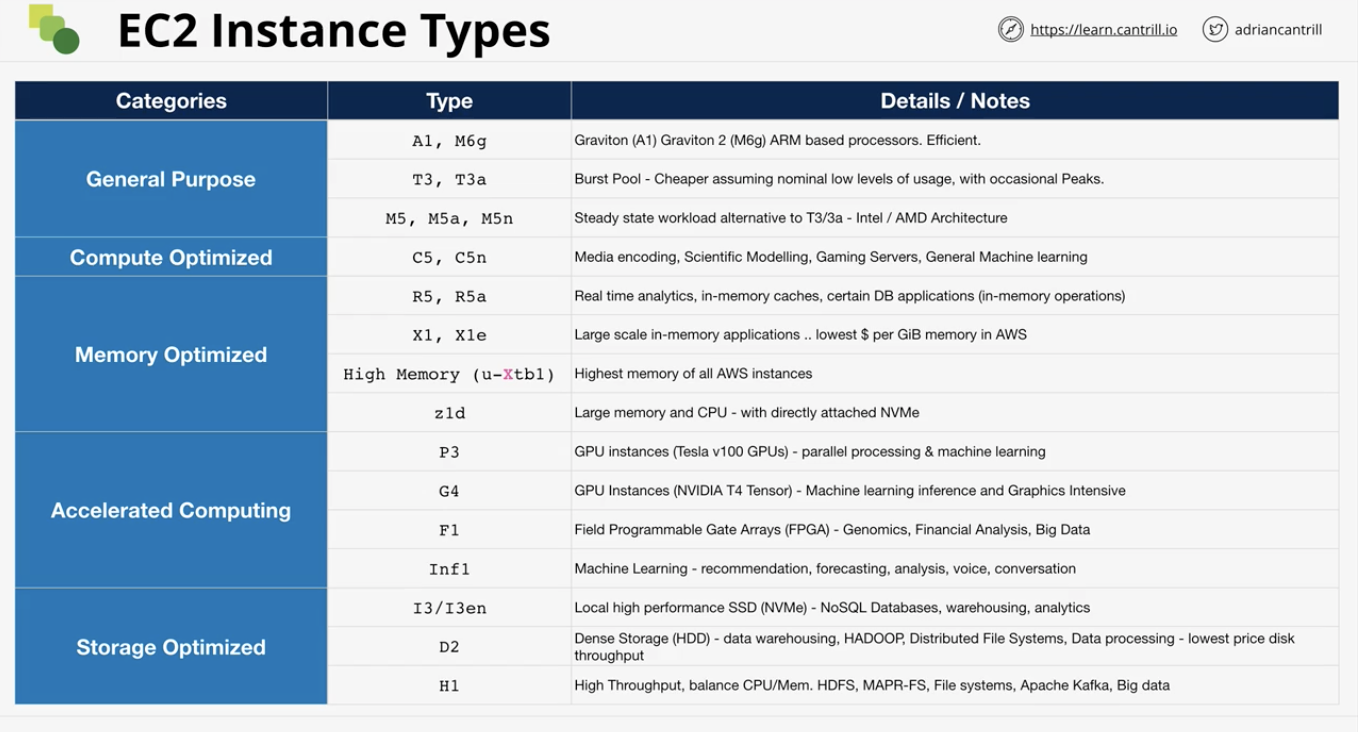 EC2 Instance Types
https://learn.cantrill.io
adriancantrill
Categories
Type
Details / Notes
General Purpose
A1, M6g
Graviton (A1) Graviton 2 (M6g) ARM based processors. Efficient.
T3, T3a
Burst Pool - Cheaper assuming nominal low levels of usage, with occasional Peaks.
M5, M5a, M5n
Steady state workload alternative to T3/3a - Intel / AMD Architecture
Compute Optimized
C5, C5n
Media encoding, Scientific Modelling, Gaming Servers, General Machine learning
Memory Optimized
R5, R5a
Real time analytics, in-memory caches, certain DB applications (in-memory operations)
X1, X1e
Large scale in-memory applications .. lowest $ per GiB memory in AWS
High Memory (u-Xtb1)
Highest memory of all AWS instances
z1d
Large memory and CPU - with directly attached NVMe
Accelerated Computing
P3
GPU instances (Tesla v100 GPUs) - parallel processing & machine learning
G4
GPU Instances (NVIDIA T4 Tensor) - Machine learning inference and Graphics Intensive
F1
Field Programmable Gate Arrays (FPGA) - Genomics, Financial Analysis, Big Data
Inf1
Machine Learning - recommendation, forecasting, analysis, voice, conversation
Storage Optimized
I3/I3en
Local high performance SSD (NVMe) - NoSQL Databases, warehousing, analytics
D2
Dense Storage (HDD) - data warehousing, HADOOP, Distributed File Systems, Data processing - lowest price disk
throughput
H1
High Throughput, balance CPU/Mem. HDFS, MAPR-FS, File systems, Apache Kafka, Big data